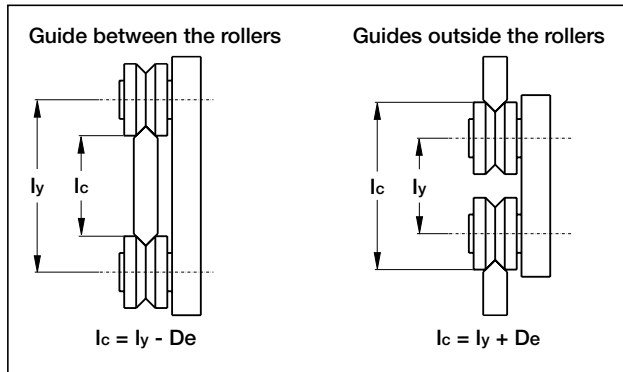 Guide between the rollers
Iy
Ic
Ic = Iy - De
Guides outside the rollers
Ic
Iy
Ic = Iy + De